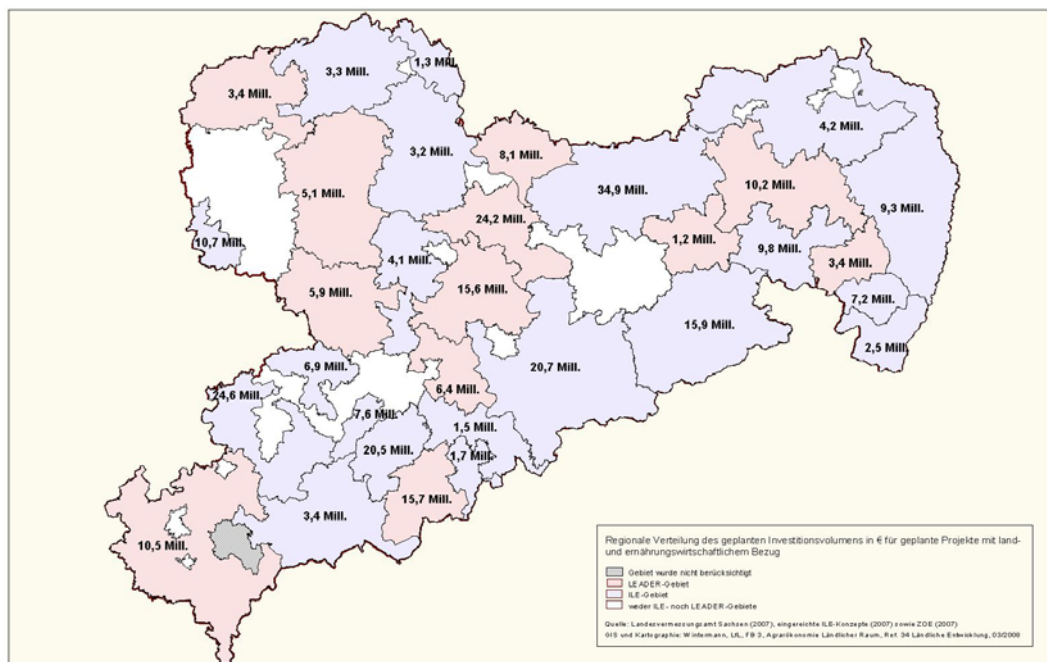 3,3 Mill.
1,3 Mill.
3,4 Mill.
4,2 Mill.
3,2 Mill.
8,1 Mill.
34,9 Mill.
10,2 Mill.
5,1 Mill.
9,3 Mill.
24,2 Mill.
1,2 Mill.
10,7 Mill.
9,8 Mill.
4,1 Mill.
3,4 Mill.
5,9 Mill.
15,6 Mill.
7,2 Mill.
15,9 Mill.
2,5 Mill.
6,9 Mill.
20,7 Mill.
24,6 Mill.
6,4 Mill.
7,6 Mill.
1,5 Mill.
20,5 Mill.
1,7 Mill.
15,7 Mill.
3,4 Mill.
10,5 Mill.
Regionale Verteilung des geplanten Investitionsvolumens in € für geplante Projekte mit land-
und ernährungswirtschaftlichem Bezug
Gebiet wurde nicht berücksichtigt
LEADER-Gebiet
ILE-Gebiet
weder ILE- noch LEADER-Gebiete
Quelle: Landesvermessungsamt Sachsen (2007), eingereichte ILE-Konzepte (2007) sowie ZOE (2007)
GIS und Kartographie: Wintermann, LfL, FB 3, Agrarökonomie Ländlicher Raum, Ref. 34 Ländliche Entwicklung, 03/2008